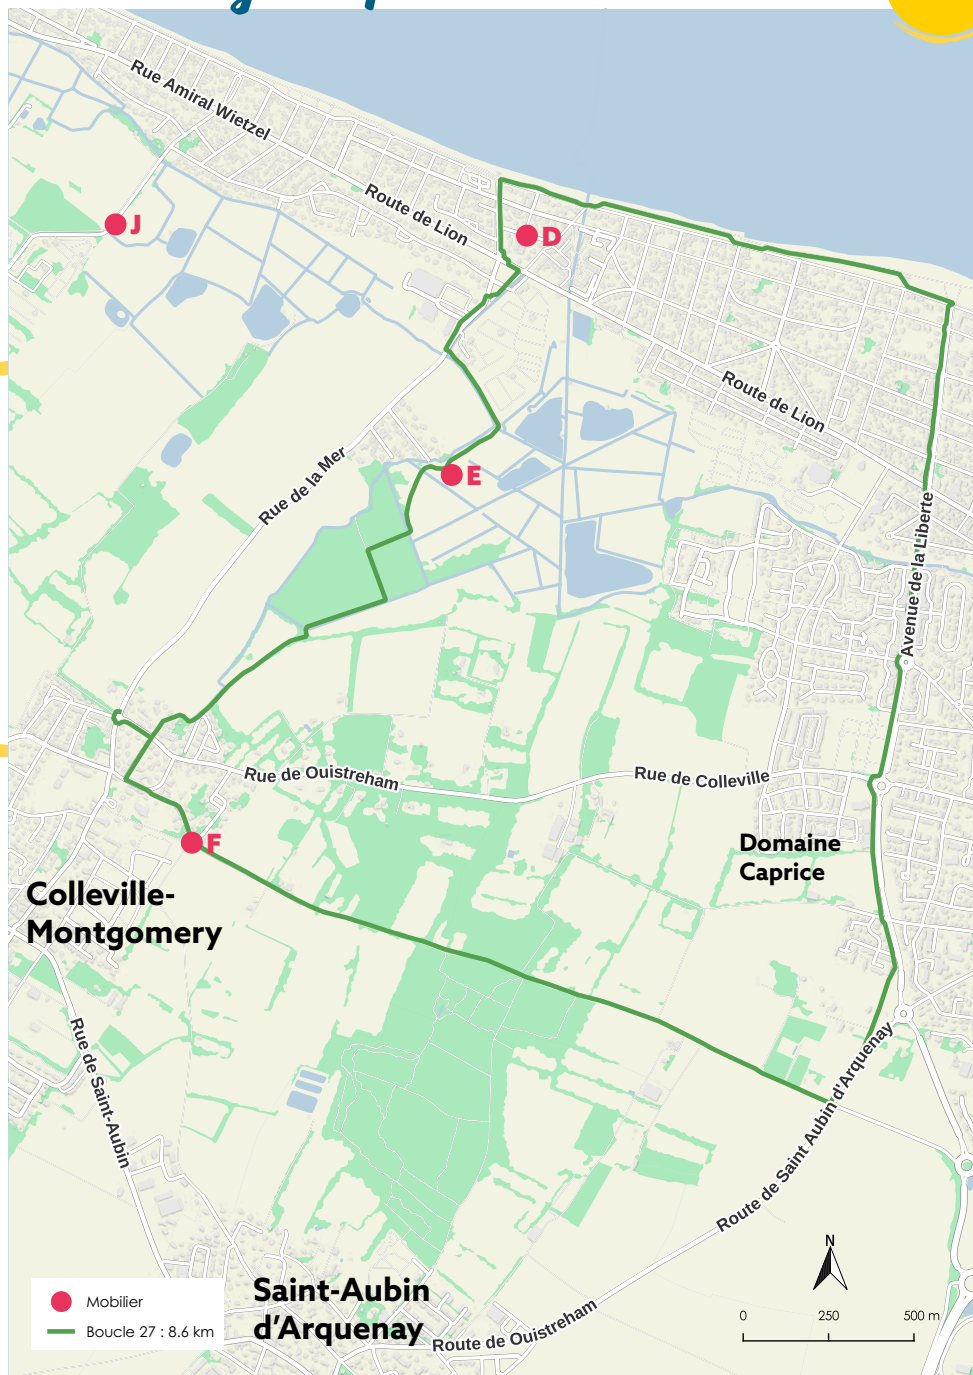 Rue Amiral Wietzel
Route de Lion
J
D
Route de Lion
E
Rue de la Mer
Avenue de la Liberte
Rue de Ouistreham
Rue de Colleville
F
Domaine
Caprice
Colleville-
Montgomery
Rue de Saint-Aubin
Route de Saint Aubin d'Arquenay
N
Saint-Aubin
d'Arquenay
Route de Ouistreham
Mobilier
Boucle 27 : 8.6 km
0 250 500 m